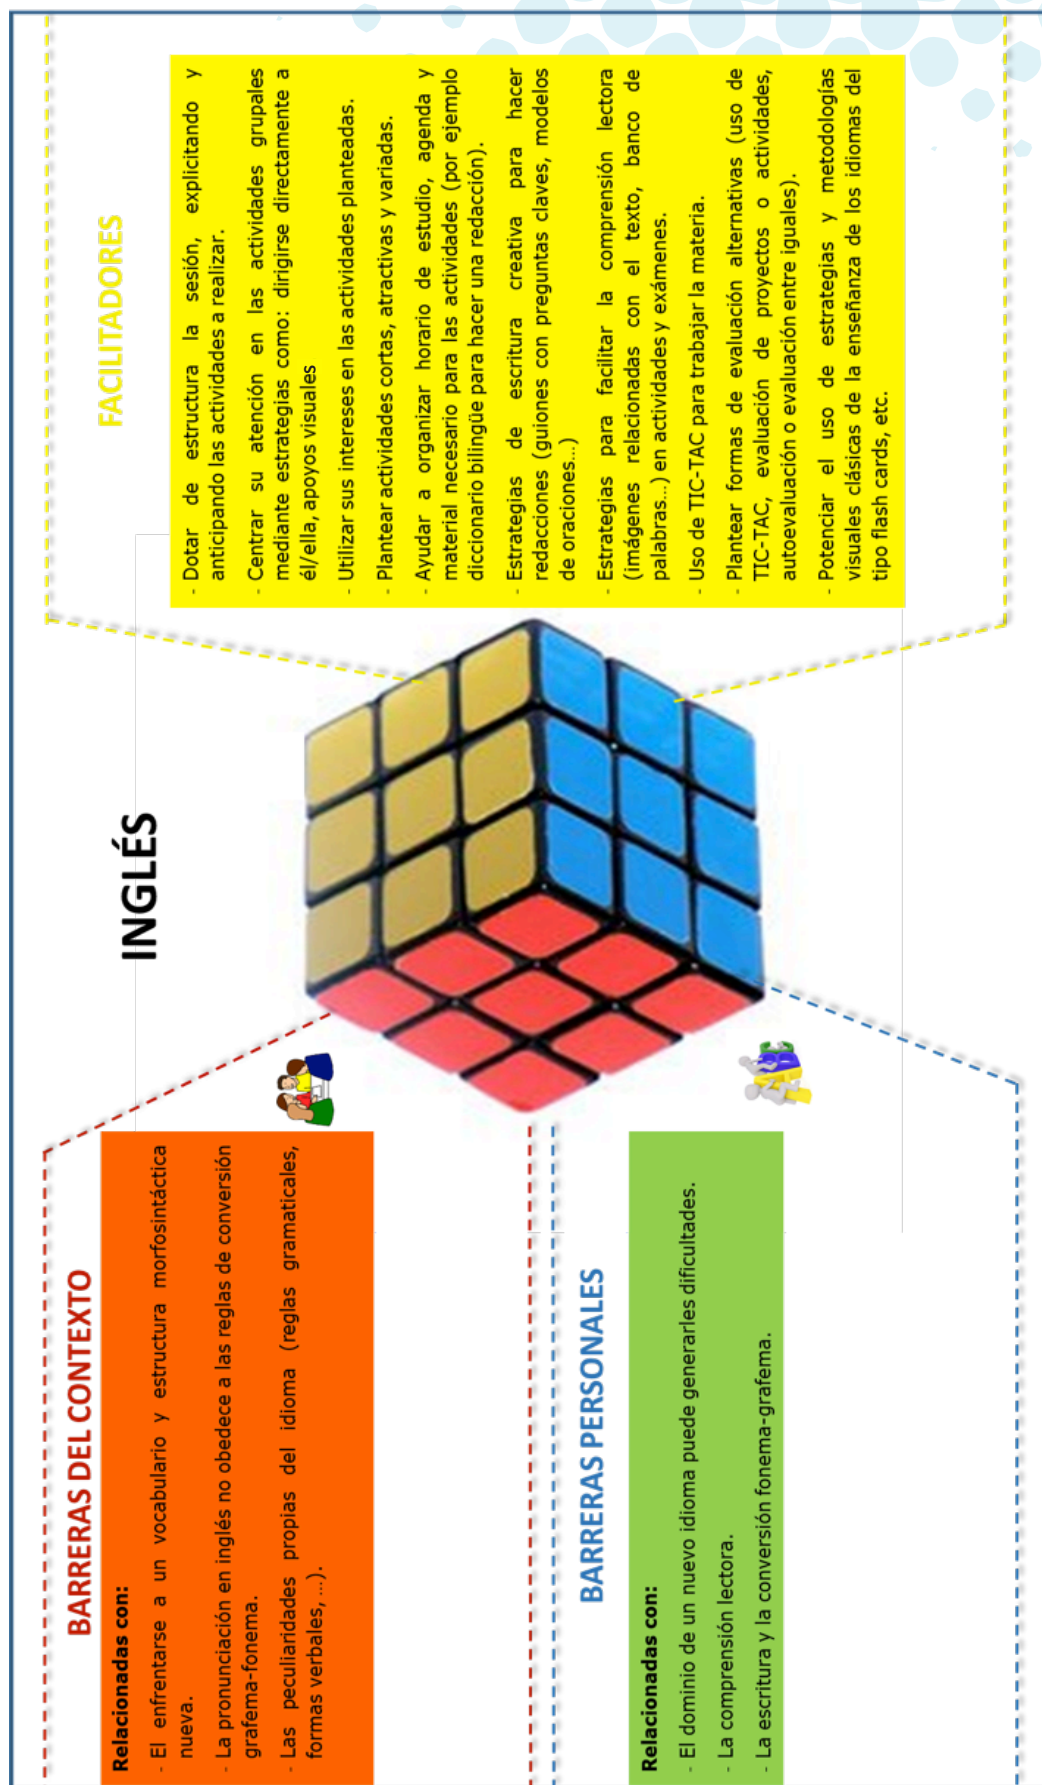 INGLÉS
BARRERAS DEL CONTEXTO
Relacionadas con:
- El enfrentarse a un vocabulario y estructura morfosintáctica
nueva.
- La pronunciación en inglés no obedece a las reglas de conversión
grafema-fonema.
- Las peculiaridades propias del idioma (reglas gramaticales,
formas verbales, ...).
BARRERAS PERSONALES
Relacionadas con:
- El dominio de un nuevo idioma puede generarles dificultades.
- La comprensión lectora.
- La escritura y la conversión fonema-grafema.
FACILITADORES
- Dotar de estructura la sesión, explicitando y
anticipando las actividades a realizar.
- Centrar su atención en las actividades grupales
mediante estrategias como: dirigirse directamente a
él/ella, apoyos visuales
- Utilizar sus intereses en las actividades planteadas.
- Plantear actividades cortas, atractivas y variadas.
- Ayudar a organizar horario de estudio, agenda y
material necesario para las actividades (por ejemplo
diccionario bilingüe para hacer una redacción).
- Estrategias de escritura creativa para hacer
redacciones (guiones con preguntas claves, modelos
de oraciones...)
- Estrategias para facilitar la comprensión lectora
(imágenes relacionadas con el texto, banco de
palabras...) en actividades y exámenes.
- Uso de TIC-TAC para trabajar la materia.
- Plantear formas de evaluación alternativas (uso de
TIC-TAC, evaluación de proyectos o actividades,
autoevaluación o evaluación entre iguales).
- Potenciar el uso de estrategias y metodologías
visuales clásicas de la enseñanza de los idiomas del
tipo flash cards, etc.